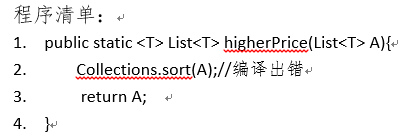 程序清单：
1. public static <T> List<T> higherPrice(List<T> A){
2. Collections.sort(A);//编译出错
3. return A;
4. }